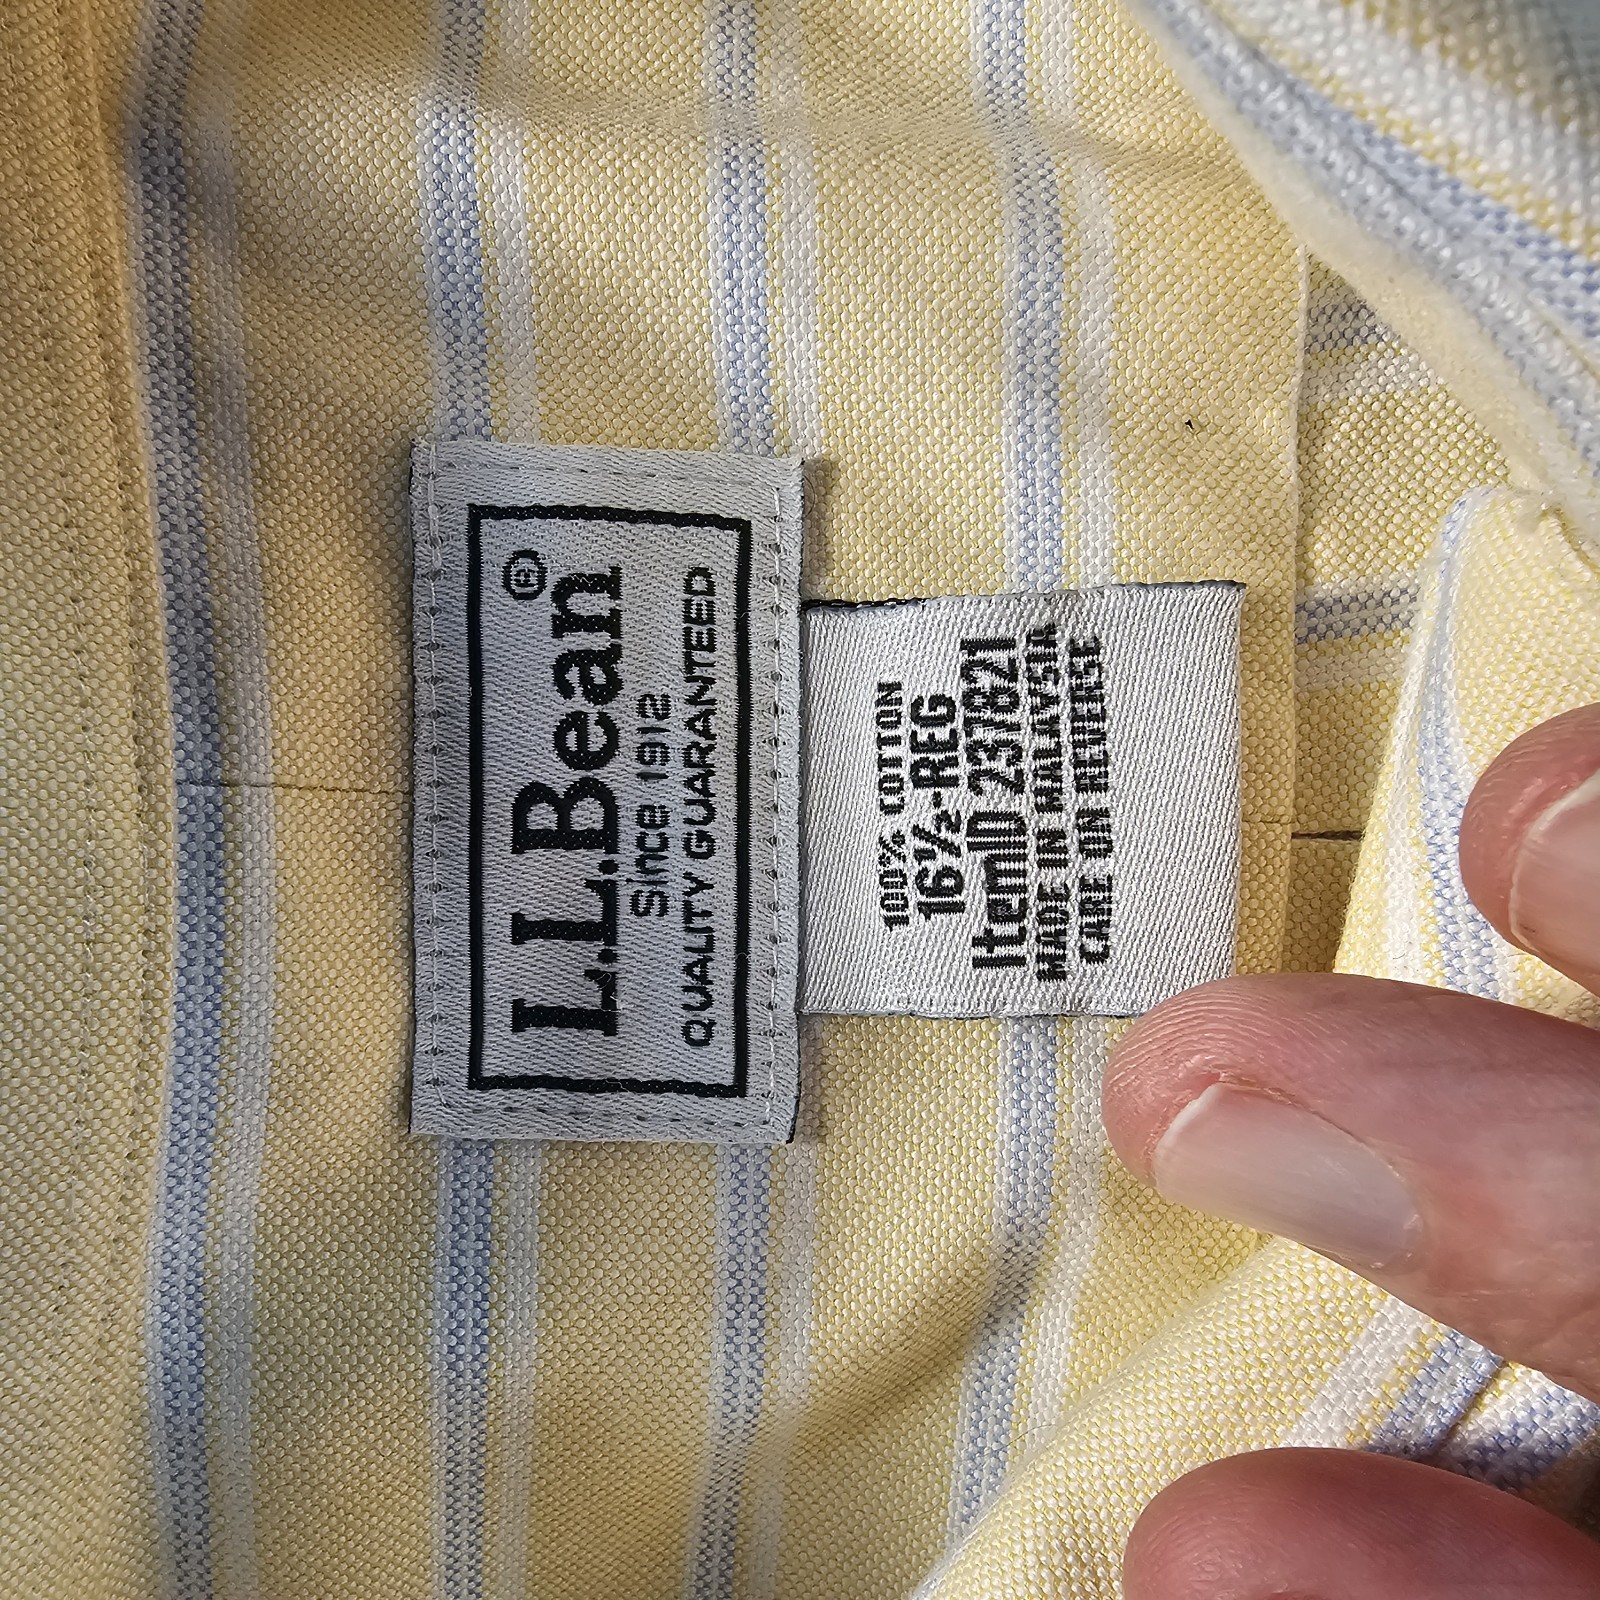 L.L.Bean®
Since 1912
QUALITY GUARANTEED
100% COTTON
16½-REG
ItemID 237821
MADE IN MALAYSIA
CARE ON REVERSE